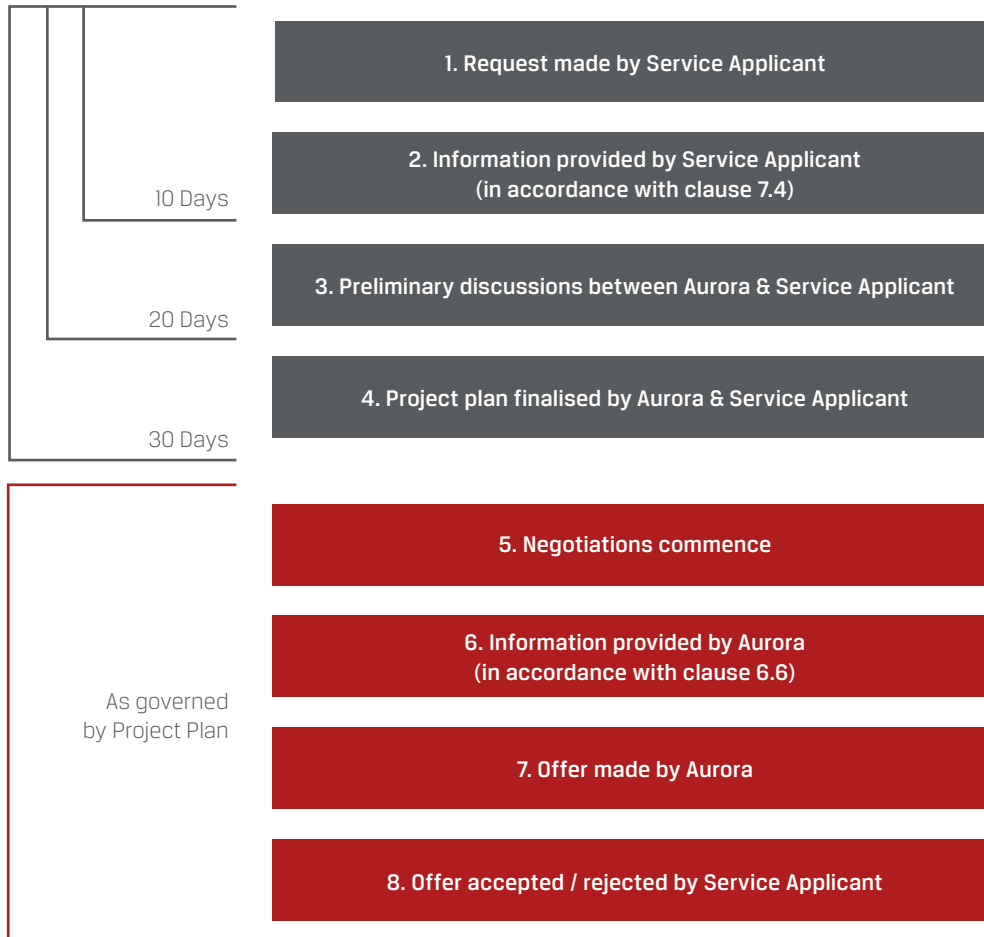 1. Request made by Service Applicant
2. Information provided by Service Applicant
(in accordance with clause 7.4)
10 Days
3. Preliminary discussions between Aurora & Service Applicant
20 Days
4. Project plan finalised by Aurora & Service Applicant
30 Days
5. Negotiations commence
6. Information provided by Aurora
(in accordance with clause 6.6)
As governed
by Project Plan
7. Offer made by Aurora
8. Offer accepted / rejected by Service Applicant